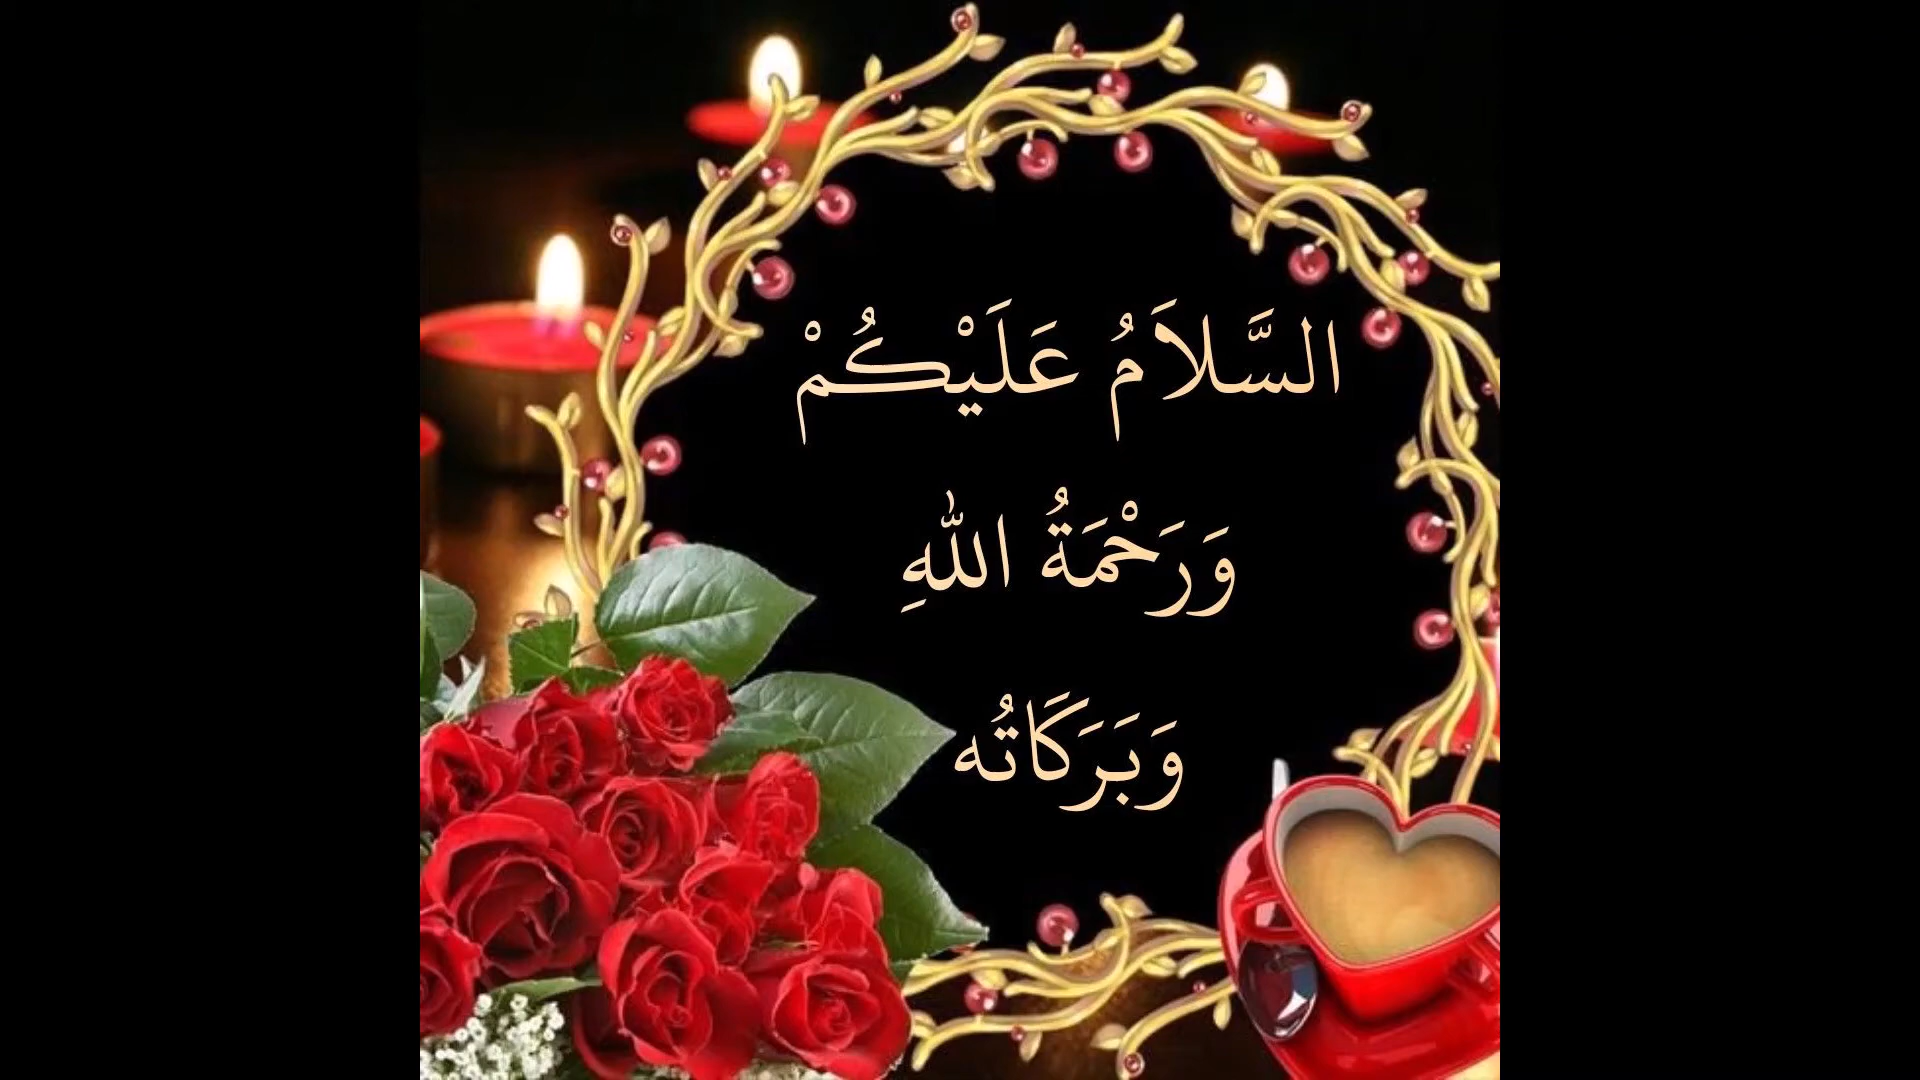 السَّلاَمُ عَلَيْكُمْ
وَرَحْمَةُ اللهِ
وَبَرَكَاتُه